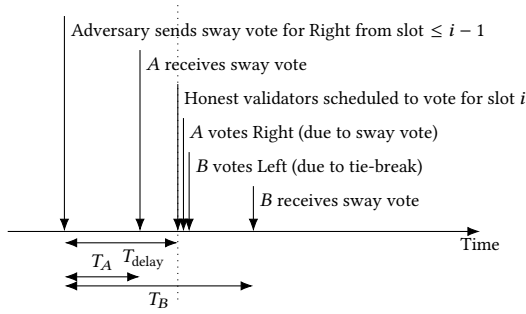 Adversary sends sway vote for Right from slot ≤ i − 1
A receives sway vote
Honest validators scheduled to vote for slot i
A votes Right (due to sway vote)
B votes Left (due to tie-break)
B receives sway vote
Time
T_delay
T_A
T_B